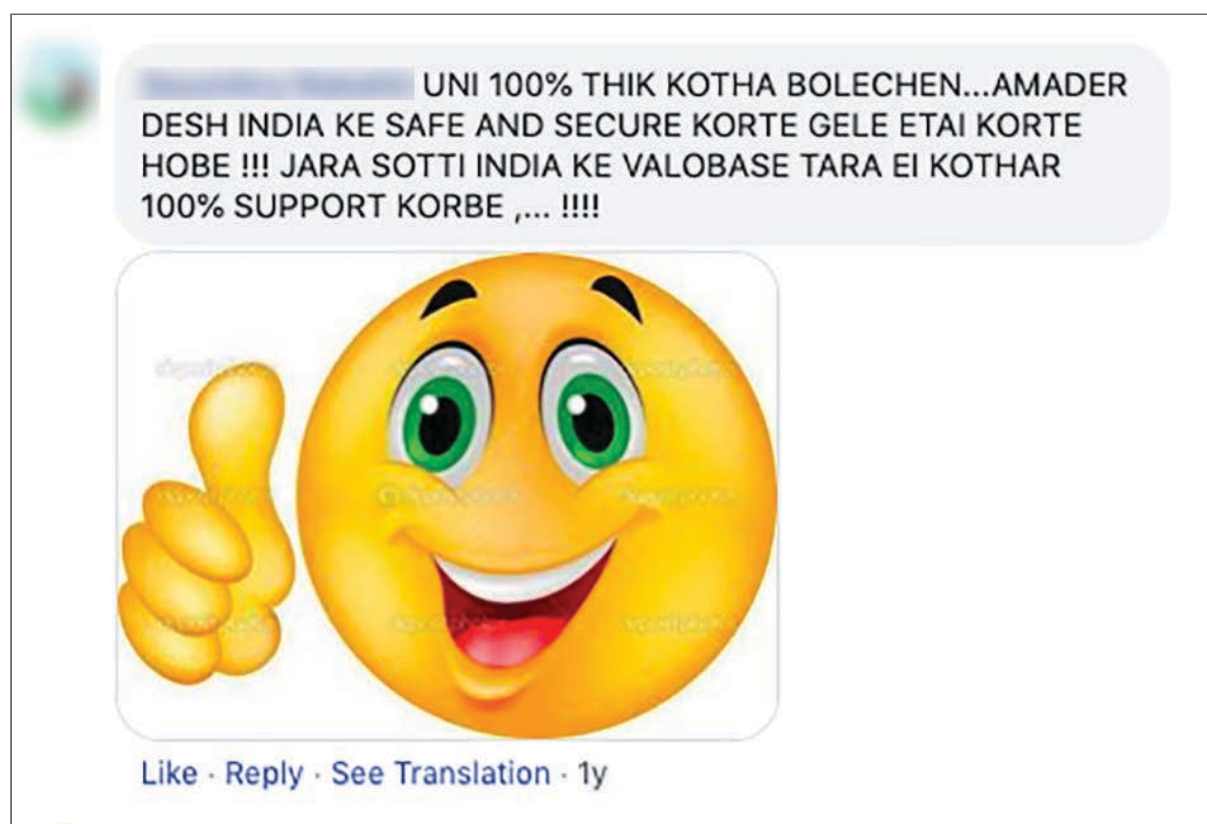 UNI 100% THIK KOTHA BOLECHEN...AMADER
DESH INDIA KE SAFE AND SECURE KORTE GELE ETAI KORTE
HOBE !!! JARA SOTTI INDIA KE VALOBASE TARA EI KOTHAR
100% SUPPORT KORBE ,... !!!!
Like · Reply · See Translation · 1y